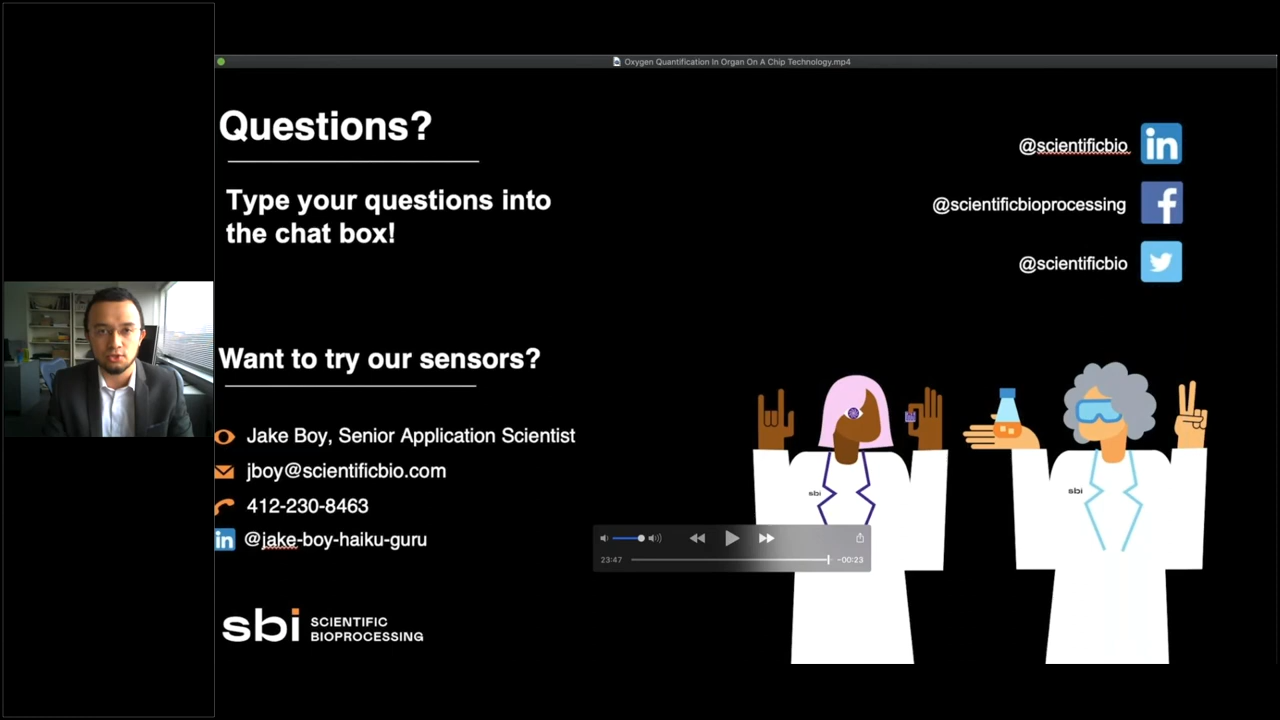 Oxygen Quantification In Organ On A Chip Technology.mp4
Questions?
Type your questions into
the chat box!
@scientificbio
in
@scientificbioprocessing
f
@scientificbio
Want to try our sensors?
Jake Boy, Senior Application Scientist
jboy@scientificbio.com
412-230-8463
in @jake-boy-haiku-guru
sbi
sbi
23:47
-00:23
sbi SCIENTIFIC
BIOPROCESSING